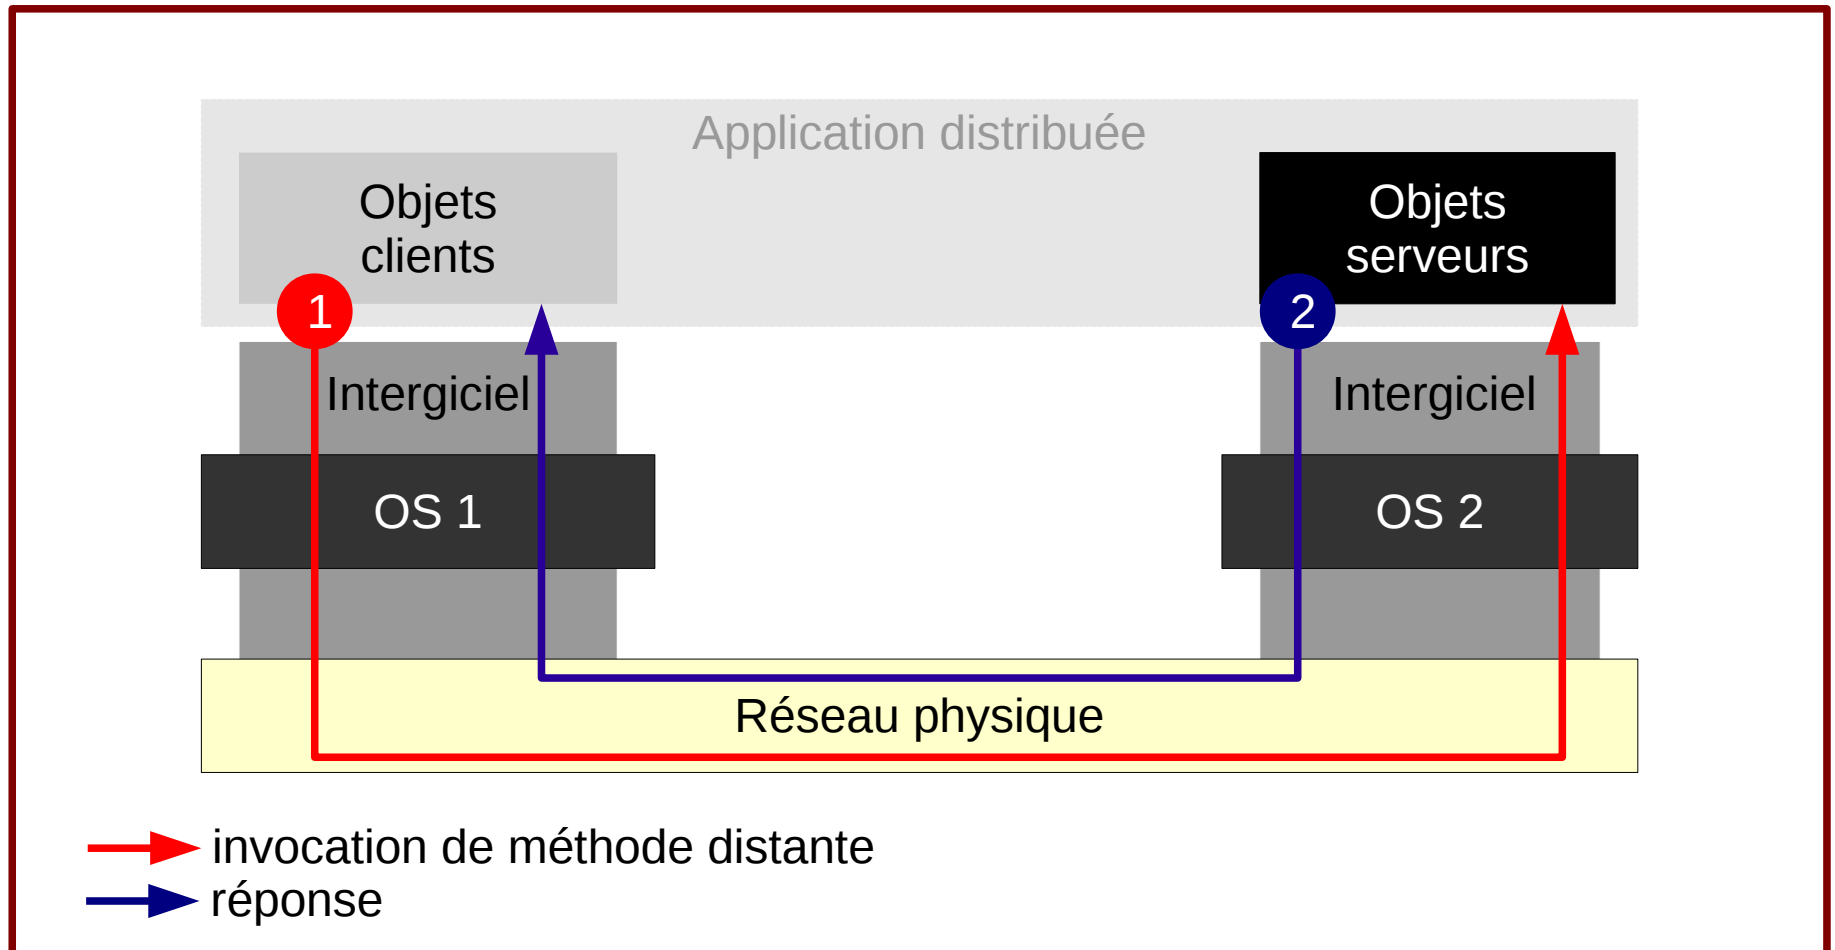 Application distribuée
Objets
clients
Objets
serveurs
1
2
Intergiciel
Intergiciel
OS 1
OS 2
Réseau physique
invocation de méthode distante
réponse